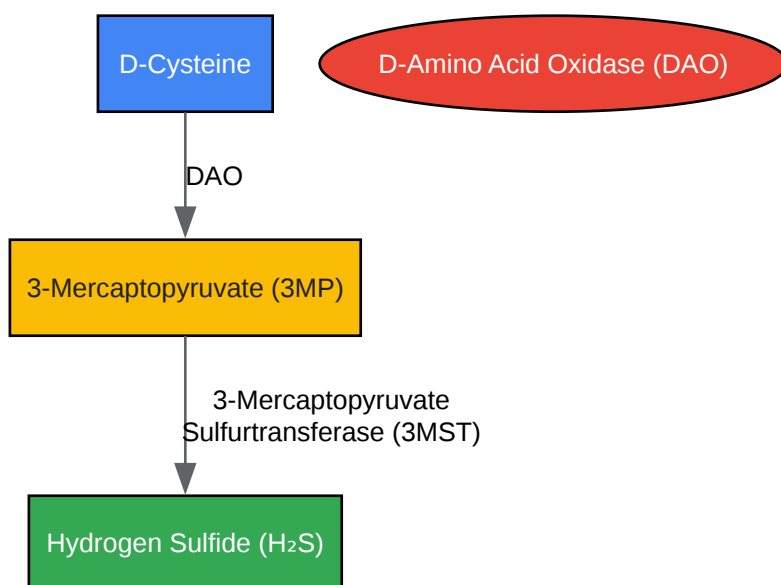 D-Cysteine
D-Amino Acid Oxidase (DAO)
DAO
3-Mercaptopyruvate (3MP)
3-Mercaptopyruvate
Sulfurtransferase (3MST)
Hydrogen Sulfide (H₂S)